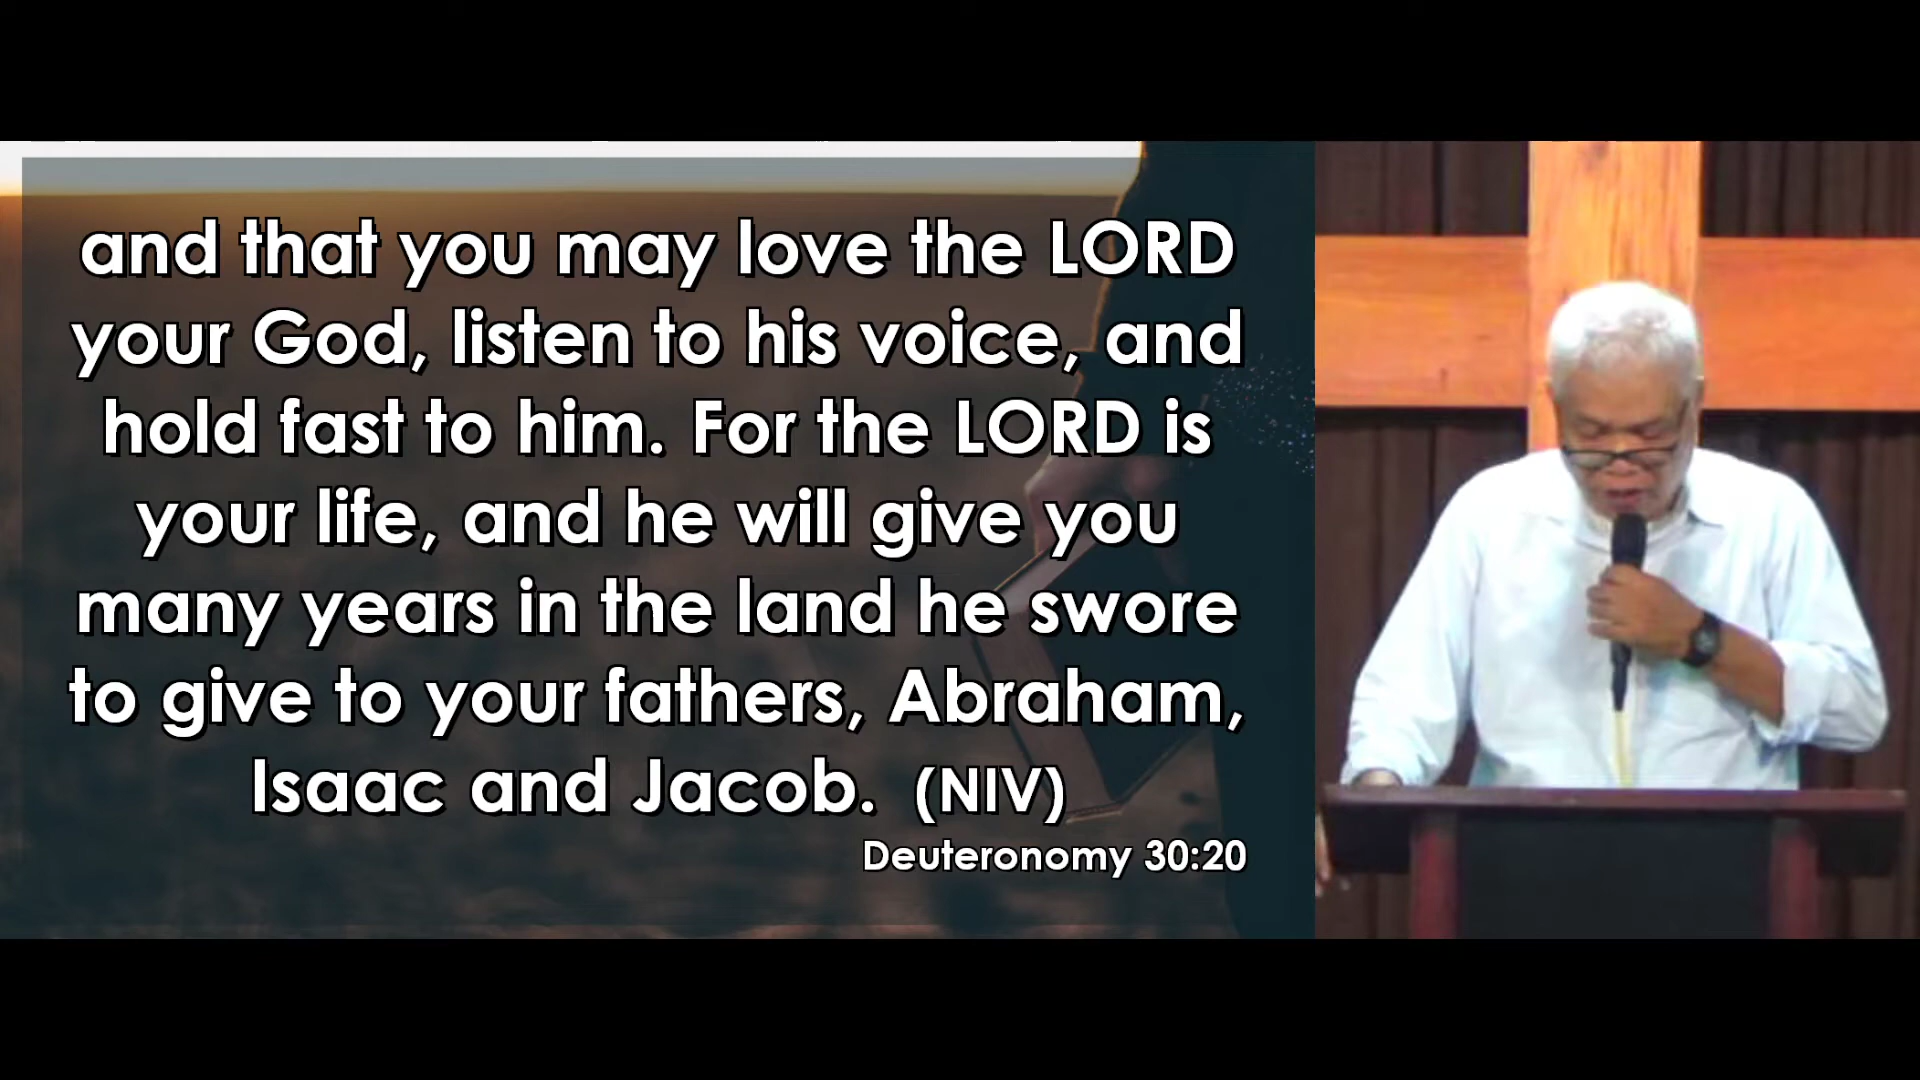 and that you may love the LORD
your God, listen to his voice, and
hold fast to him. For the LORD is
your life, and he will give you
many years in the land he swore
to give to your fathers, Abraham,
Isaac and Jacob. (NIV)
Deuteronomy 30:20